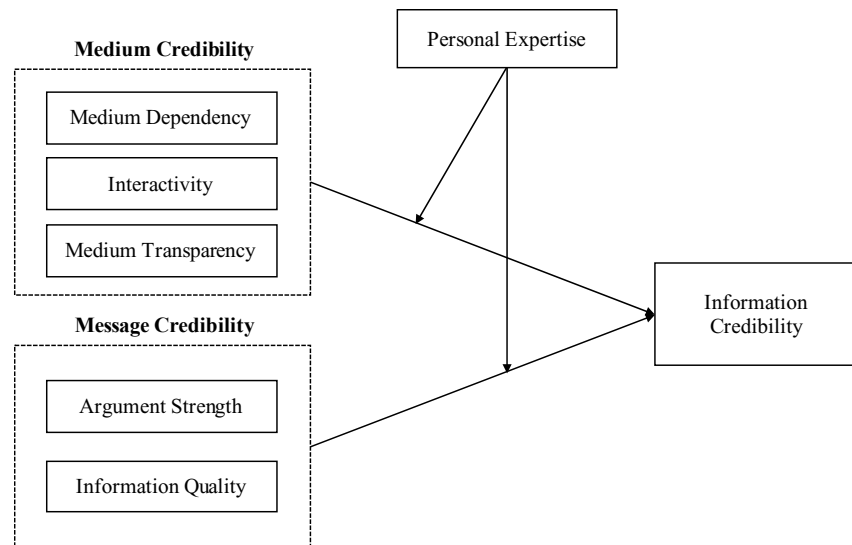 Medium Credibility
Medium Dependency
Interactivity
Medium Transparency
Personal Expertise
Information
Credibility
Message Credibility
Argument Strength
Information Quality